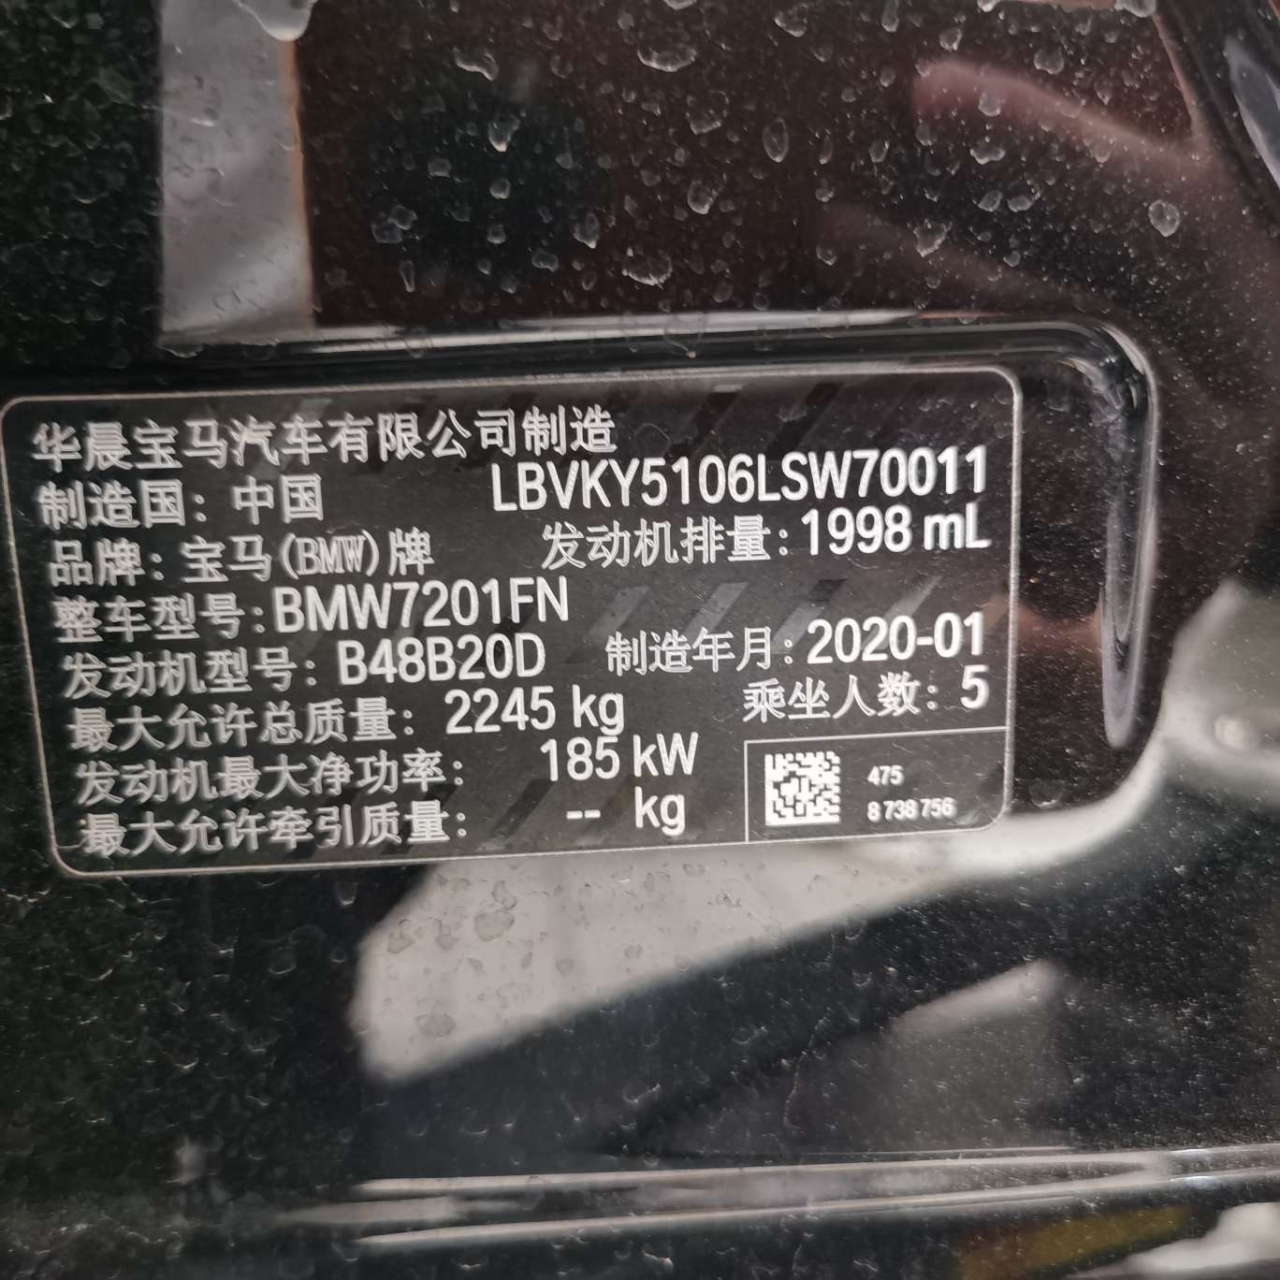 华晨宝马汽车有限公司制造
制造国：中国 LBVKY5106LSW70011
品牌：宝马(BMW)牌 发动机排量：1998 mL
整车型号：BMW7201FN
发动机型号：B48B20D 制造年月：2020-01
最大允许总质量：2245 kg 乘坐人数：5
发动机最大净功率：185 kW
最大允许牵引质量：-- kg
475
8 738 756